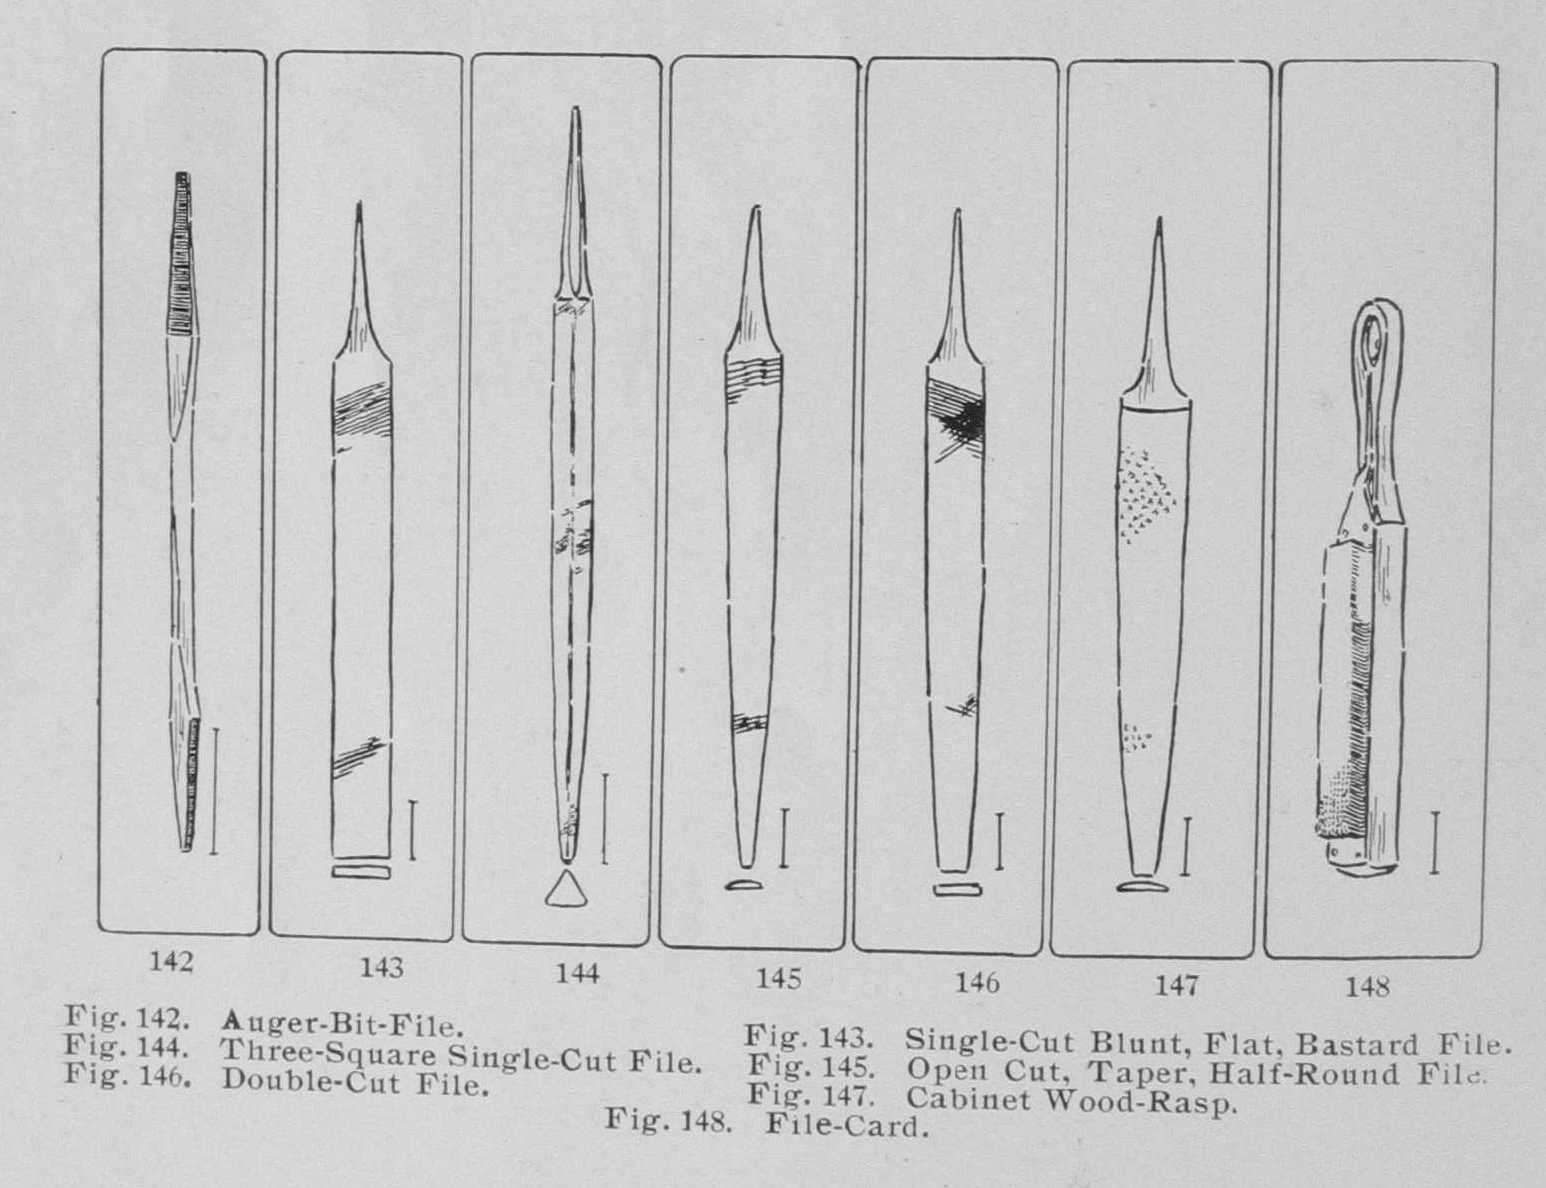 142 143 144 145 146 147 148
Fig. 142. Auger-Bit-File. Fig. 143. Single-Cut Blunt, Flat, Bastard File.
Fig. 144. Three-Square Single-Cut File. Fig. 145. Open Cut, Taper, Half-Round File.
Fig. 146. Double-Cut File. Fig. 147. Cabinet Wood-Rasp.
Fig. 148. File-Card.